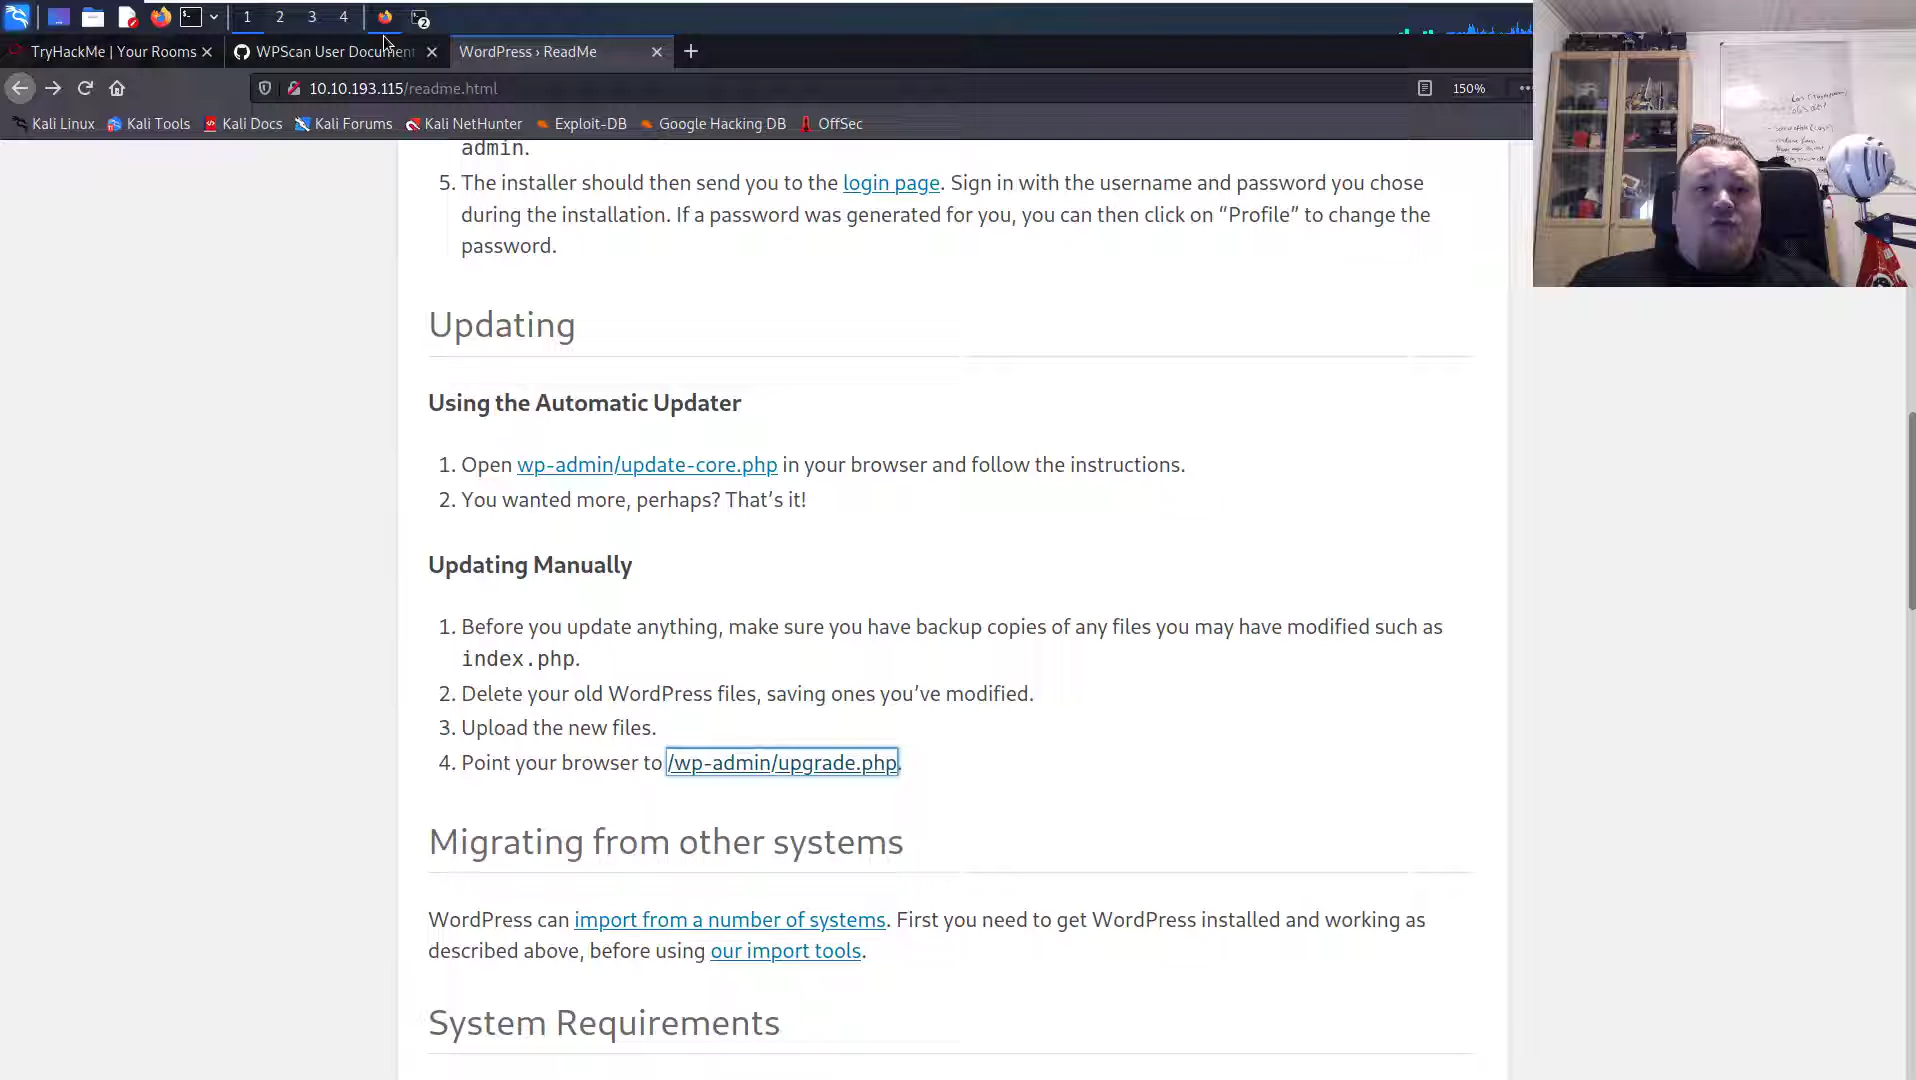 1 2 3 4 2
TryHackMe | Your Rooms
WPScan User Document
WordPress › ReadMe
10.10.193.115/readme.html
150%
Kali Linux Kali Tools Kali Docs Kali Forums Kali NetHunter Exploit-DB Google Hacking DB OffSec
admin.
5. The installer should then send you to the login page. Sign in with the username and password you chose
during the installation. If a password was generated for you, you can then click on “Profile” to change the
password.
Updating
Using the Automatic Updater
1. Open wp-admin/update-core.php in your browser and follow the instructions.
2. You wanted more, perhaps? That’s it!
Updating Manually
1. Before you update anything, make sure you have backup copies of any files you may have modified such as
index.php.
2. Delete your old WordPress files, saving ones you’ve modified.
3. Upload the new files.
4. Point your browser to /wp-admin/upgrade.php.
Migrating from other systems
WordPress can import from a number of systems. First you need to get WordPress installed and working as
described above, before using our import tools.
System Requirements